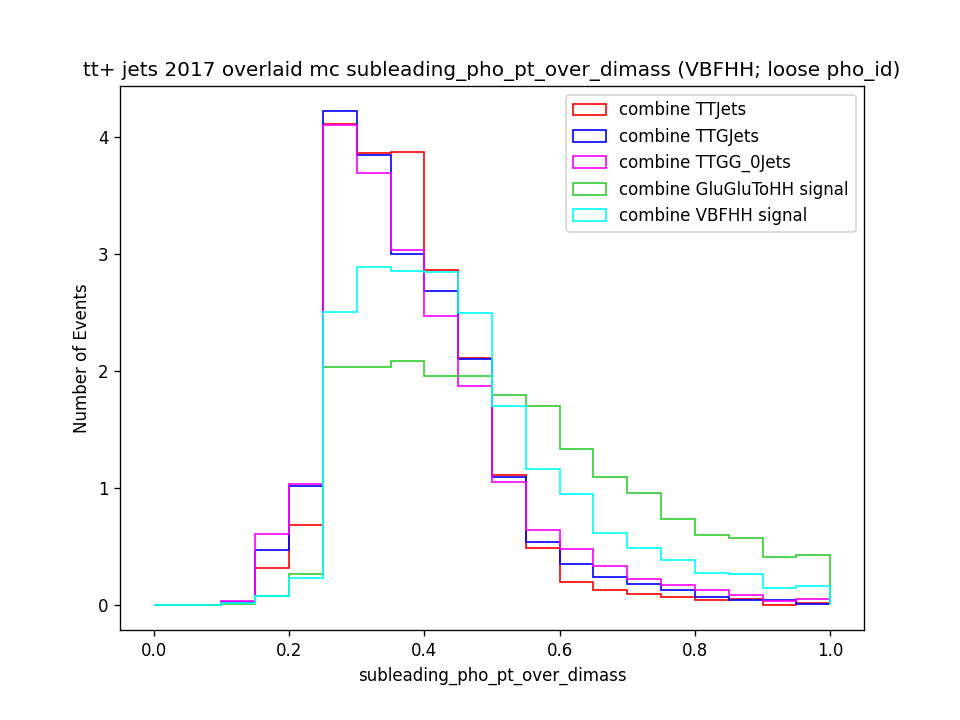 tt+ jets 2017 overlaid mc subleading_pho_pt_over_dimass (VBFHH; loose pho_id)
combine TTJets
combine TTGJets
combine TTGG_0Jets
combine GluGluToHH signal
combine VBFHH signal
Number of Events
4
3
2
1
0
0.0 0.2 0.4 0.6 0.8 1.0
subleading_pho_pt_over_dimass